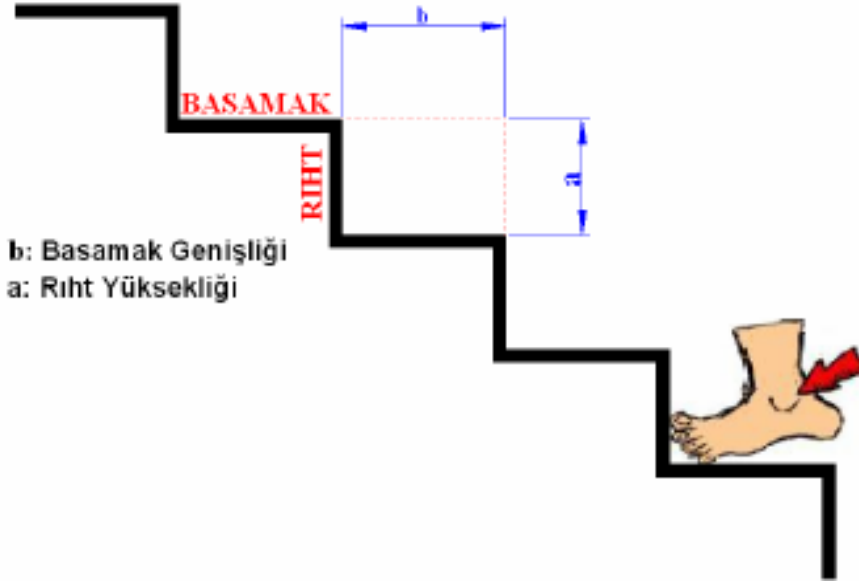 b
BASAMAK
RIHT
a
b: Basamak Genişliği
a: Rıht Yüksekliği